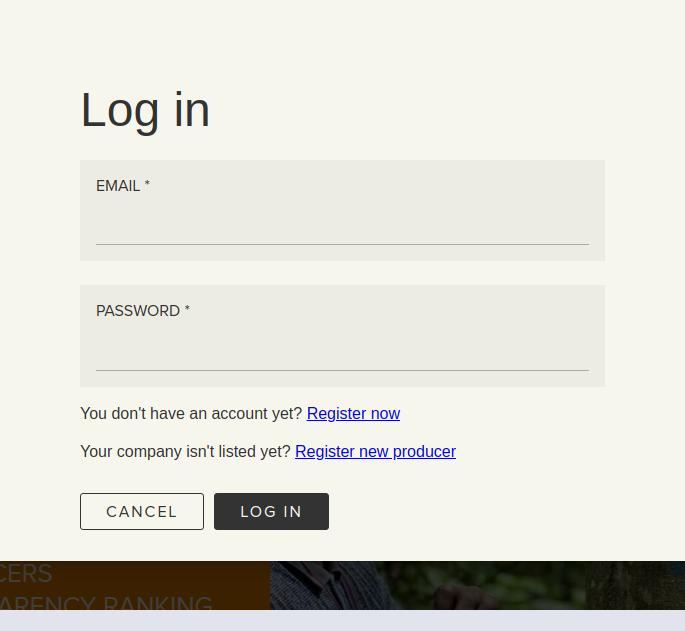 Log in
EMAIL *
PASSWORD *
You don't have an account yet? Register now
Your company isn't listed yet? Register new producer
CANCEL
LOG IN
CERS
ARENCY RANKING